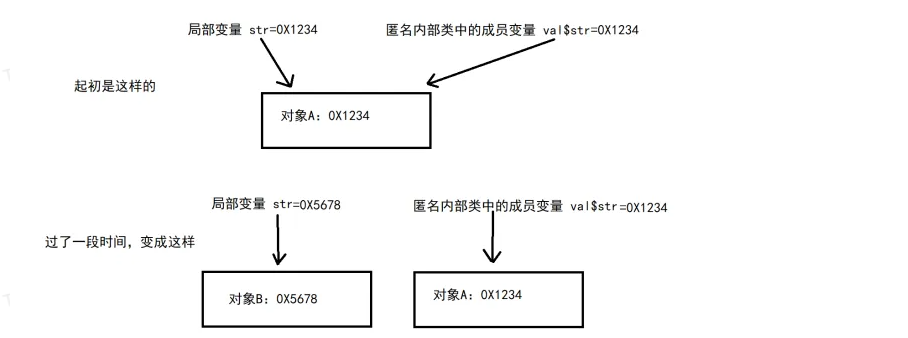 局部变量 str=0X1234
匿名内部类中的成员变量 val$str=0X1234
起初是这样的
对象A: 0X1234
局部变量 str=0X5678
匿名内部类中的成员变量 val$str=0X1234
过了一段时间，变成这样
对象B: 0X5678
对象A: 0X1234